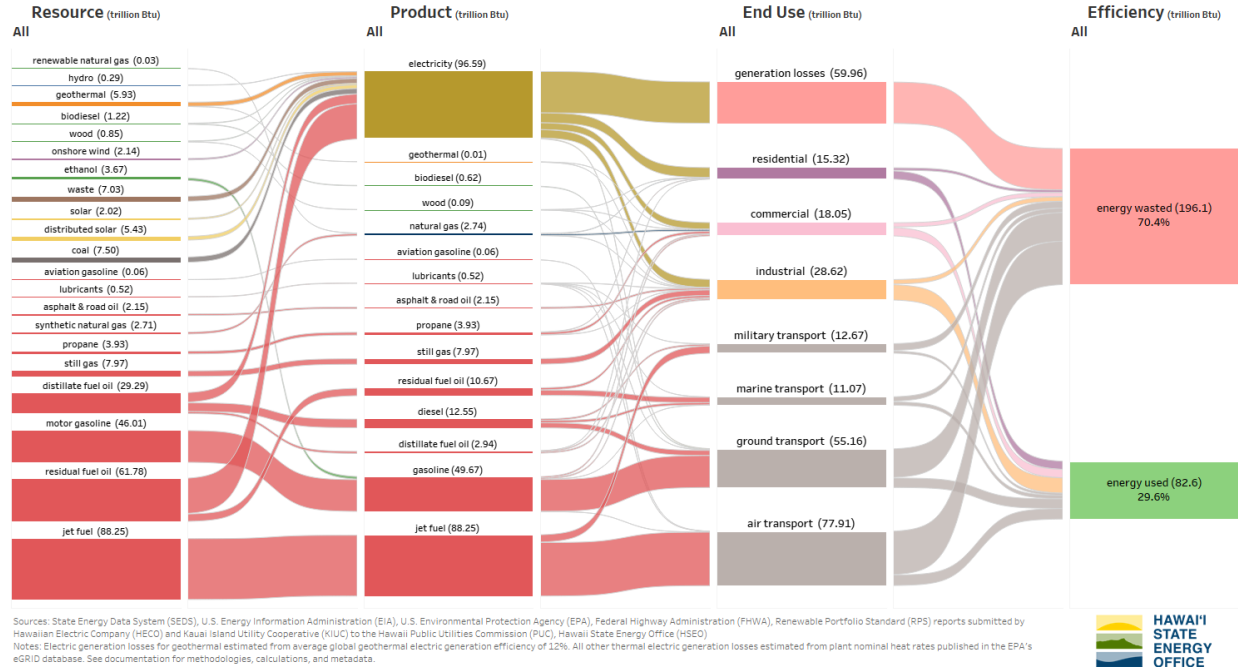 Resource (trillion Btu)
All
Product (trillion Btu)
All
End Use (trillion Btu)
All
Efficiency (trillion Btu)
All
renewable natural gas (0.03)
hydro (0.29)
geothermal (5.93)
biodiesel (1.22)
wood (0.85)
onshore wind (2.14)
ethanol (3.67)
waste (7.03)
solar (2.02)
distributed solar (5.43)
coal (7.50)
aviation gasoline (0.06)
lubricants (0.52)
asphalt & road oil (2.15)
synthetic natural gas (2.71)
propane (3.93)
still gas (7.97)
distillate fuel oil (29.29)
motor gasoline (46.01)
residual fuel oil (61.78)
jet fuel (88.25)
electricity (96.59)
geothermal (0.01)
biodiesel (0.62)
wood (0.09)
natural gas (2.74)
aviation gasoline (0.06)
lubricants (0.52)
asphalt & road oil (2.15)
propane (3.93)
still gas (7.97)
residual fuel oil (10.67)
diesel (12.55)
distillate fuel oil (2.94)
gasoline (49.67)
jet fuel (88.25)
generation losses (59.96)
residential (15.32)
commercial (18.05)
industrial (28.62)
military transport (12.67)
marine transport (11.07)
ground transport (55.16)
air transport (77.91)
energy wasted (196.1)
70.4%
energy used (82.6)
29.6%
Sources: State Energy Data System (SEDS), U.S. Energy Information Administration (EIA), U.S. Environmental Protection Agency (EPA), Federal Highway Administration (FHWA), Renewable Portfolio Standard (RPS) reports submitted by
Hawaiian Electric Company (HECO) and Kauai Island Utility Cooperative (KIUC) to the Hawaii Public Utilities Commission (PUC), Hawaii State Energy Office (HSEO)
Notes: Electric generation losses for geothermal estimated from average global geothermal electric generation efficiency of 12%. All other thermal electric generation losses estimated from plant nominal heat rates published in the EPA's
eGRID database. See documentation for methodologies, calculations, and metadata.
HAWAI‘I
STATE
ENERGY
OFFICE